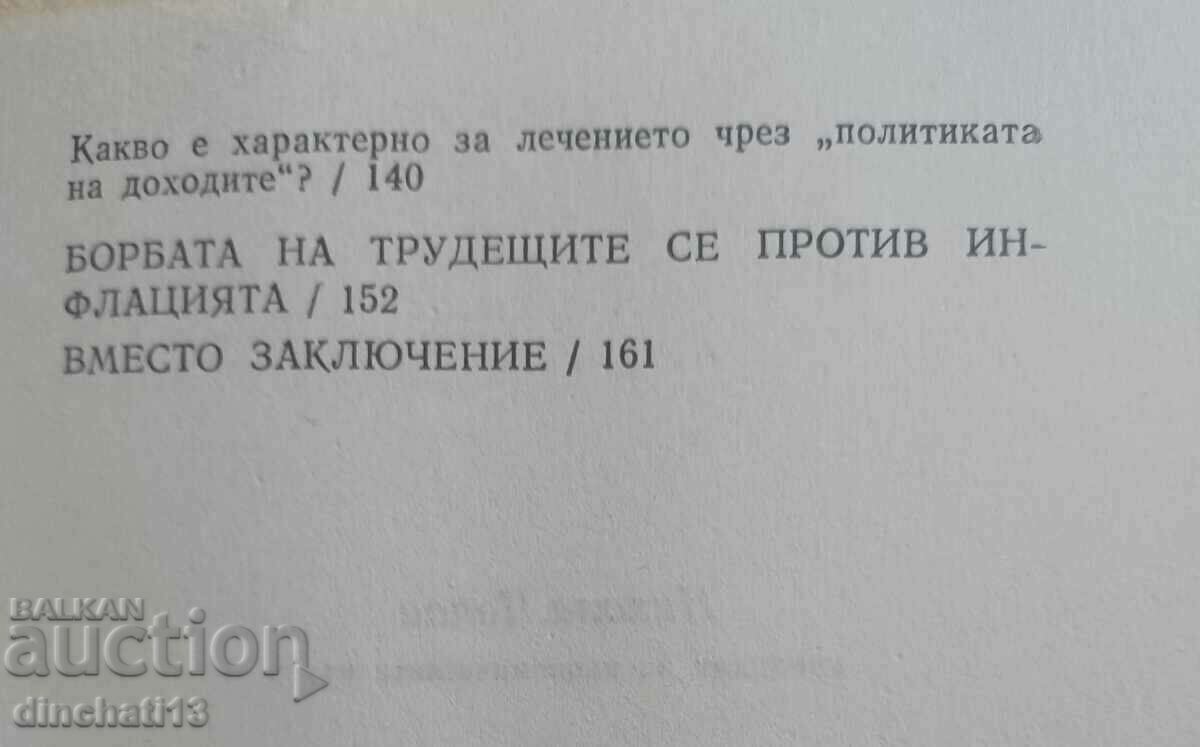 Какво е характерно за лечението чрез „политиката
на доходите“? / 140
БОРБАТА НА ТРУДЕЩИТЕ СЕ ПРОТИВ ИН-
ФЛАЦИЯТА / 152
ВМЕСТО ЗАКЛЮЧЕНИЕ / 161
BALKAN
auction
dinchati13